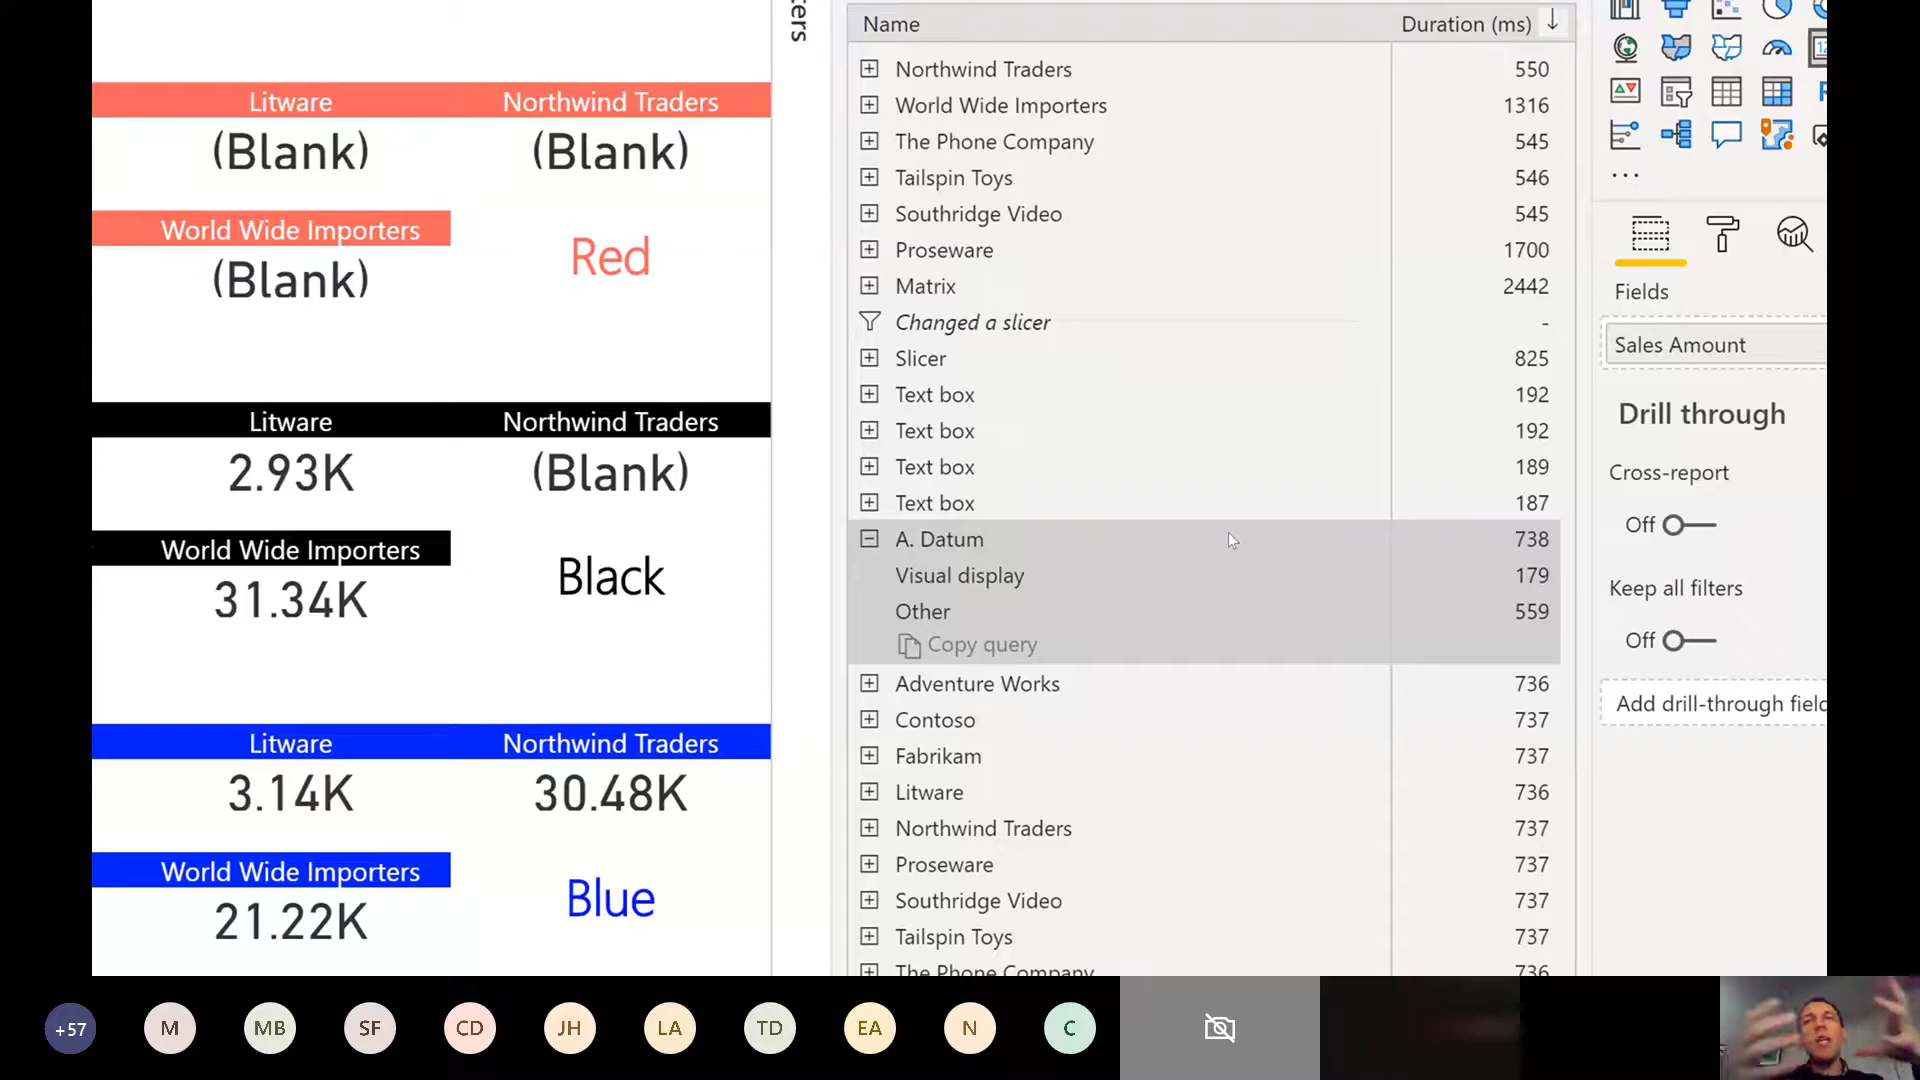 Litware
Northwind Traders
(Blank)
(Blank)
World Wide Importers
(Blank)
Red
Litware
Northwind Traders
2.93K
(Blank)
World Wide Importers
31.34K
Black
Litware
Northwind Traders
3.14K
30.48K
World Wide Importers
21.22K
Blue
ters
Name
Duration (ms)
Northwind Traders 550
World Wide Importers 1316
The Phone Company 545
Tailspin Toys 546
Southridge Video 545
Proseware 1700
Matrix 2442
Changed a slicer -
Slicer 825
Text box 192
Text box 192
Text box 189
Text box 187
A. Datum 738
Visual display 179
Other 559
Copy query
Adventure Works 736
Contoso 737
Fabrikam 737
Litware 736
Northwind Traders 737
Proseware 737
Southridge Video 737
Tailspin Toys 737
The Phone Company 736
Fields
Sales Amount
Drill through
Cross-report
Off
Keep all filters
Off
Add drill-through field
+57
M
MB
SF
CD
JH
LA
TD
EA
N
C